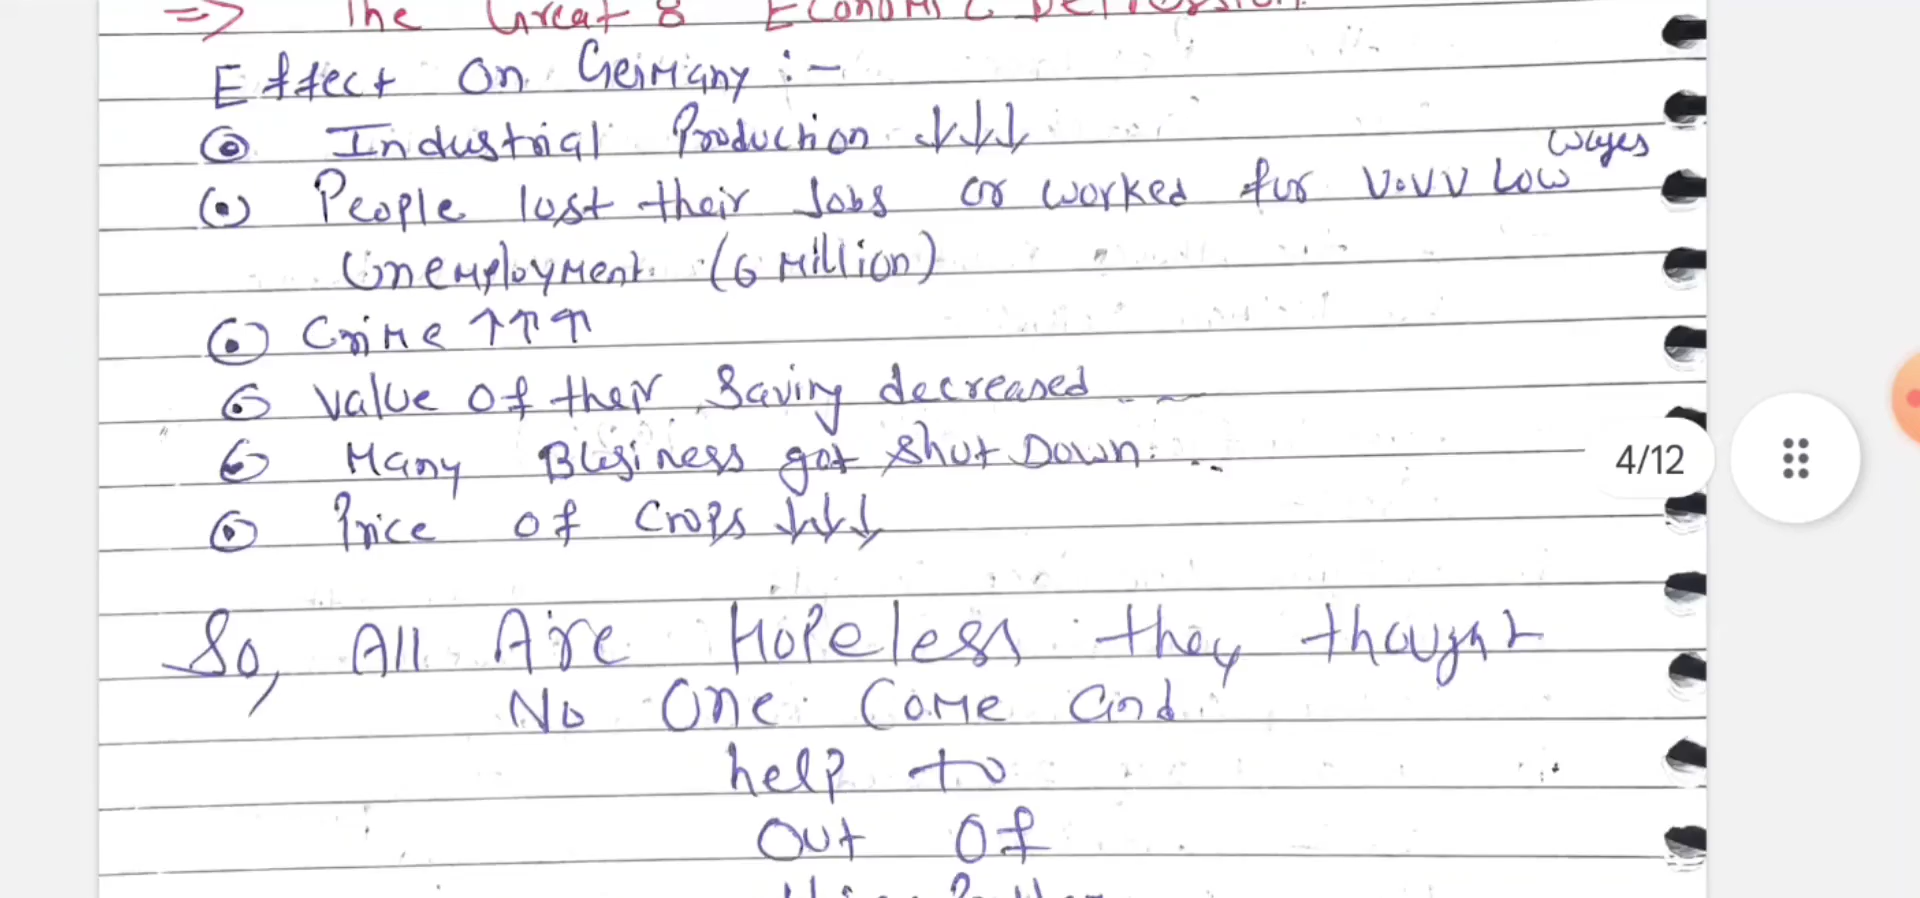 => The Great & Economic Depression.
Effect On Germany :-
Industrial Production ↓↓↓
wages
People lost their Jobs or worked for V.V.V Low
Unemployment. (6 Million)
Crime ↑↑↑
Value Of their Saving decreased
Many Business got Shut Down. ..
Price of Crops ↓↓↓
4/12
So, All Are Hopeless they thought
No One Come and
help to
Out Of